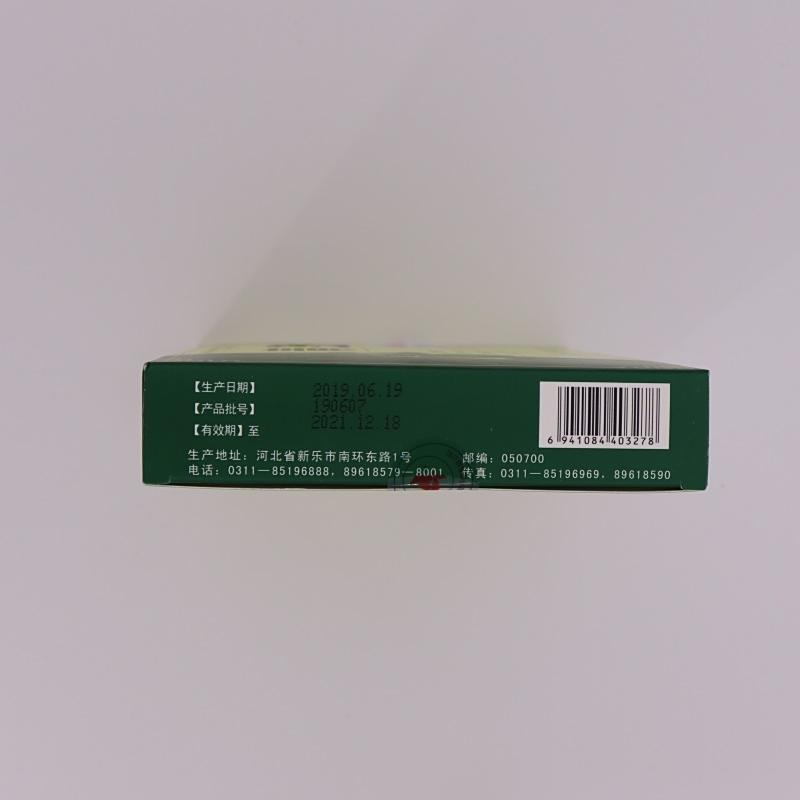 【生产日期】 2019.06.19
【产品批号】 190607
【有效期】至 2021.12.18
6 941084 403278
生产地址：河北省新乐市南环东路1号 邮编：050700
电话：0311—85196888，89618579—8001 传真：0311—85196969，89618590